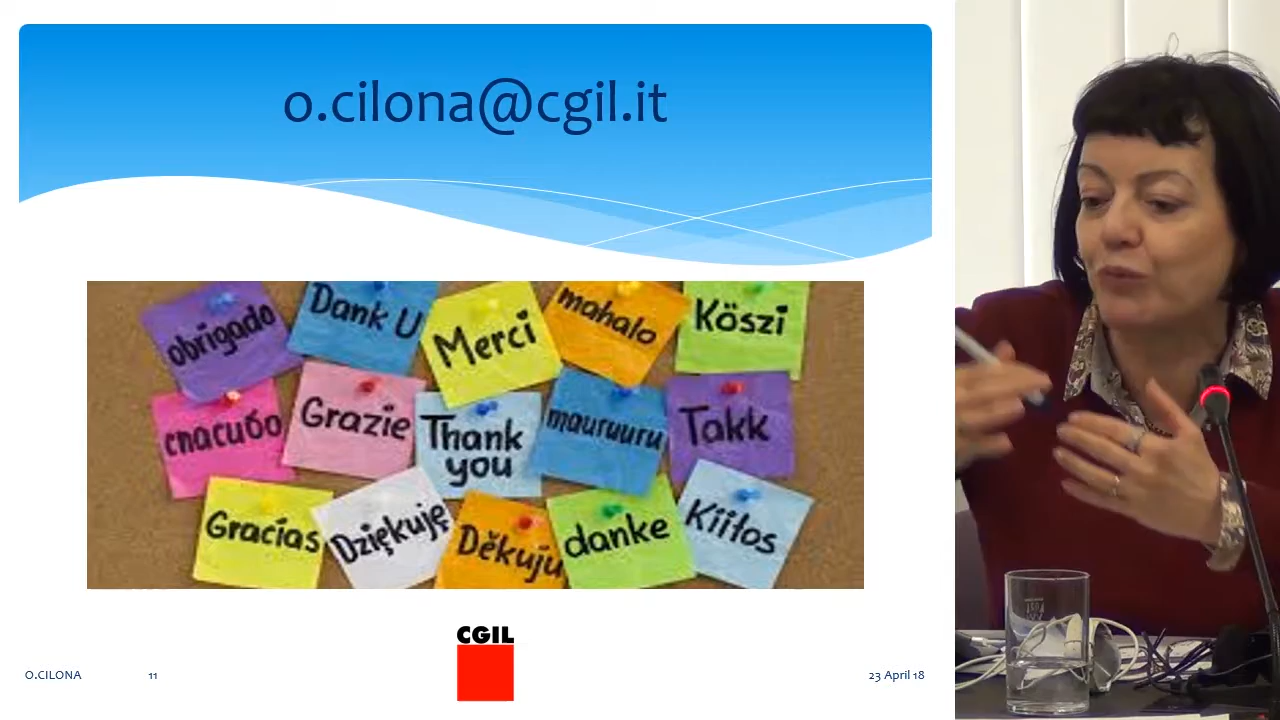 o.cilona@cgil.it
obrigado
Dank U
Merci
mahalo
Köszi
спасибо
Grazie
Thank
you
mauruuru
Takk
Gracias
Dziękuję
Děkuju
danke
Kiitos
CGIL
O.CILONA
11
23 April 18